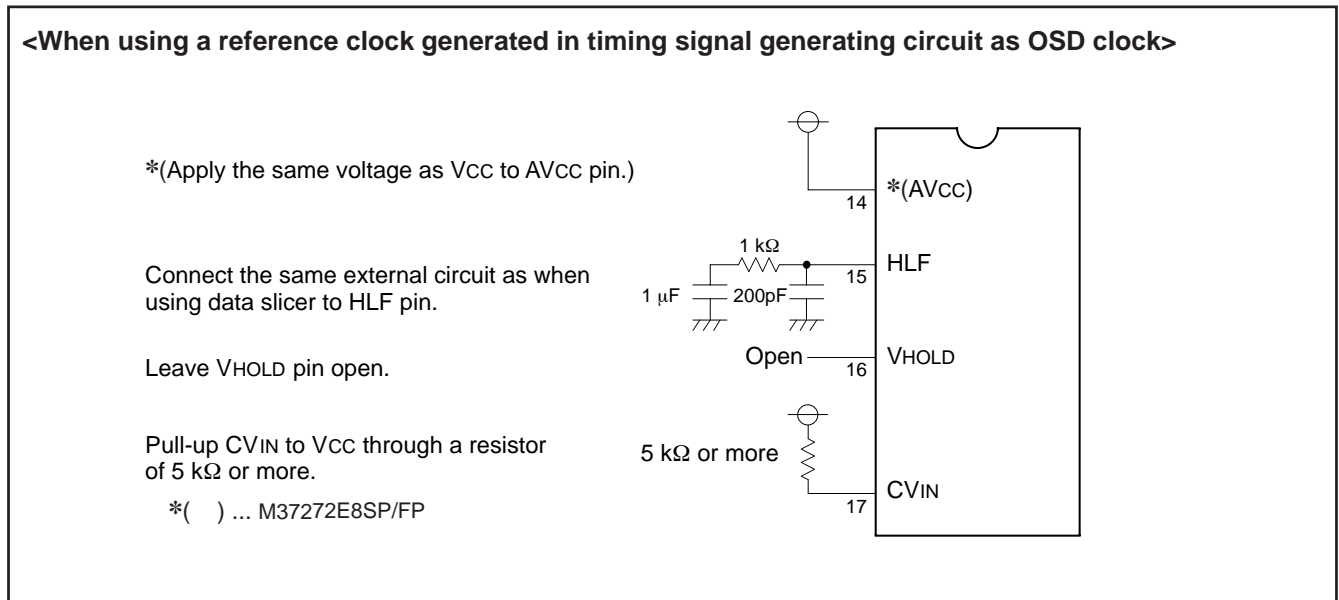 <When using a reference clock generated in timing signal generating circuit as OSD clock>
*(Apply the same voltage as VCC to AVCC pin.)
14
*(AVCC)
Connect the same external circuit as when
using data slicer to HLF pin.
1 kΩ
1 μF
200pF
15
HLF
Leave VHOLD pin open.
Open
16
VHOLD
Pull-up CVIN to VCC through a resistor
of 5 kΩ or more.
5 kΩ or more
17
CVIN
*( ) ... M37272E8SP/FP